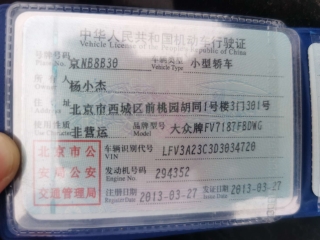 中华人民共和国机动车行驶证
Vehicle License of the People's Republic of China
号牌号码 京NB8B30 车辆类型 Vehicle Type 小型轿车
所有人 杨小杰
住址 北京市西城区前桃园胡同1号楼3门301号
非营运 品牌型号 Model 大众牌FV7187FBDWG
北京市公安局公安交通管理局
车辆识别代号 VIN LFV3A23C3D3034720
发动机号码 Engine No. 294352
注册日期 2013-03-27 发证日期 2013-03-27